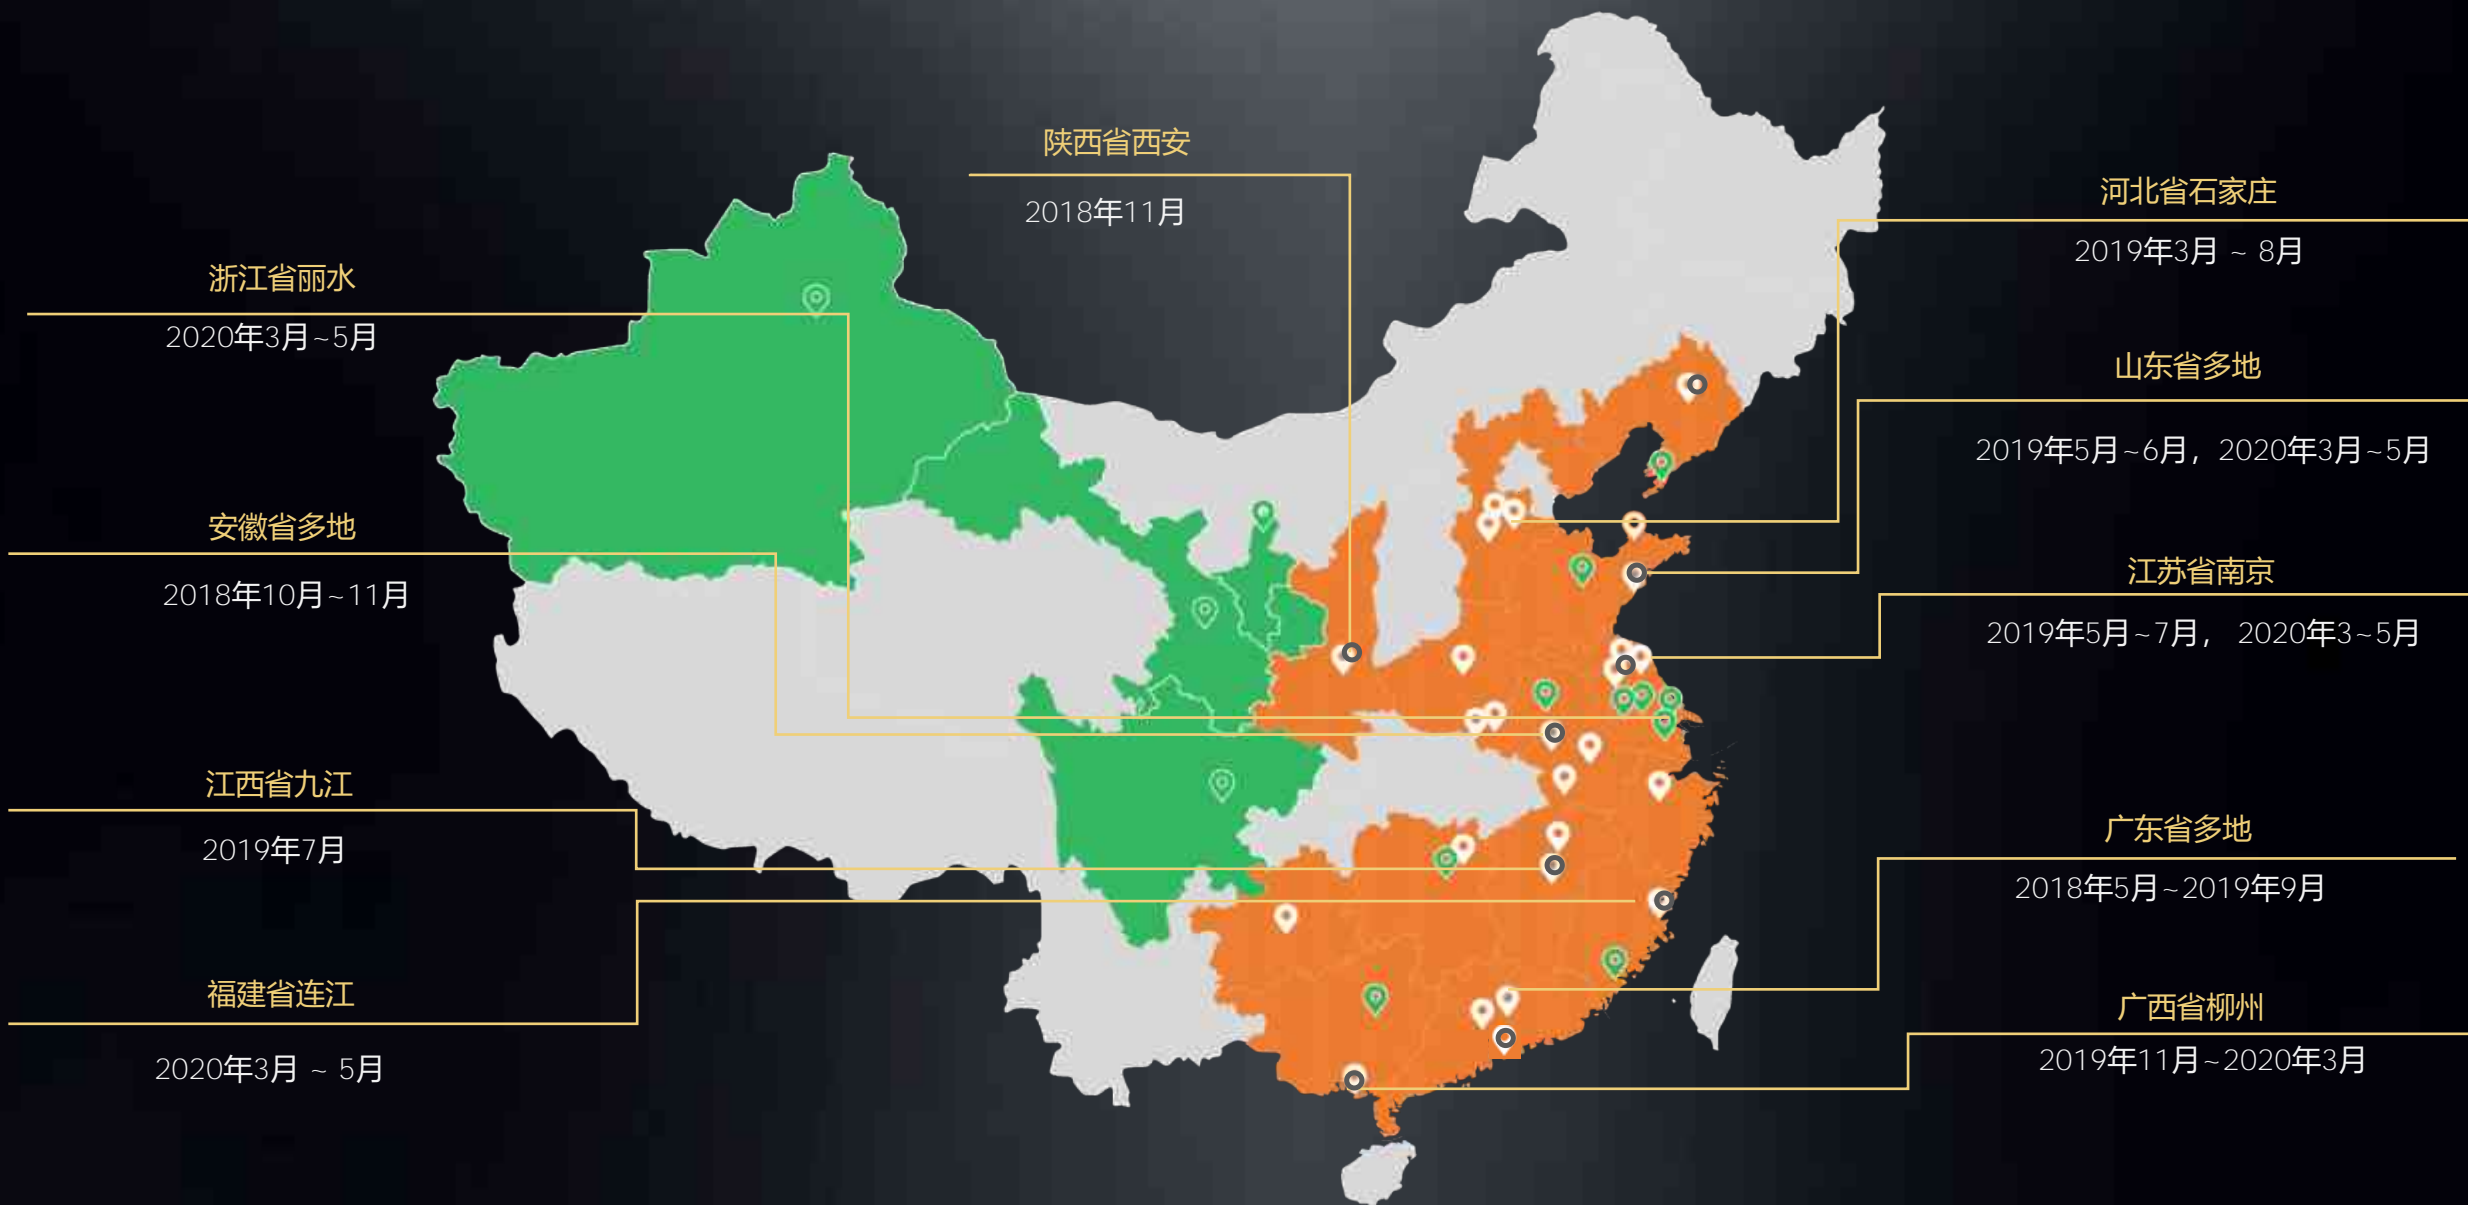 陕西省西安
2018年11月
浙江省丽水
2020年3月~5月
安徽省多地
2018年10月~11月
江西省九江
2019年7月
福建省连江
2020年3月 ~ 5月
河北省石家庄
2019年3月 ~ 8月
山东省多地
2019年5月~6月，2020年3月~5月
江苏省南京
2019年5月~7月， 2020年3~5月
广东省多地
2018年5月~2019年9月
广西省柳州
2019年11月~2020年3月